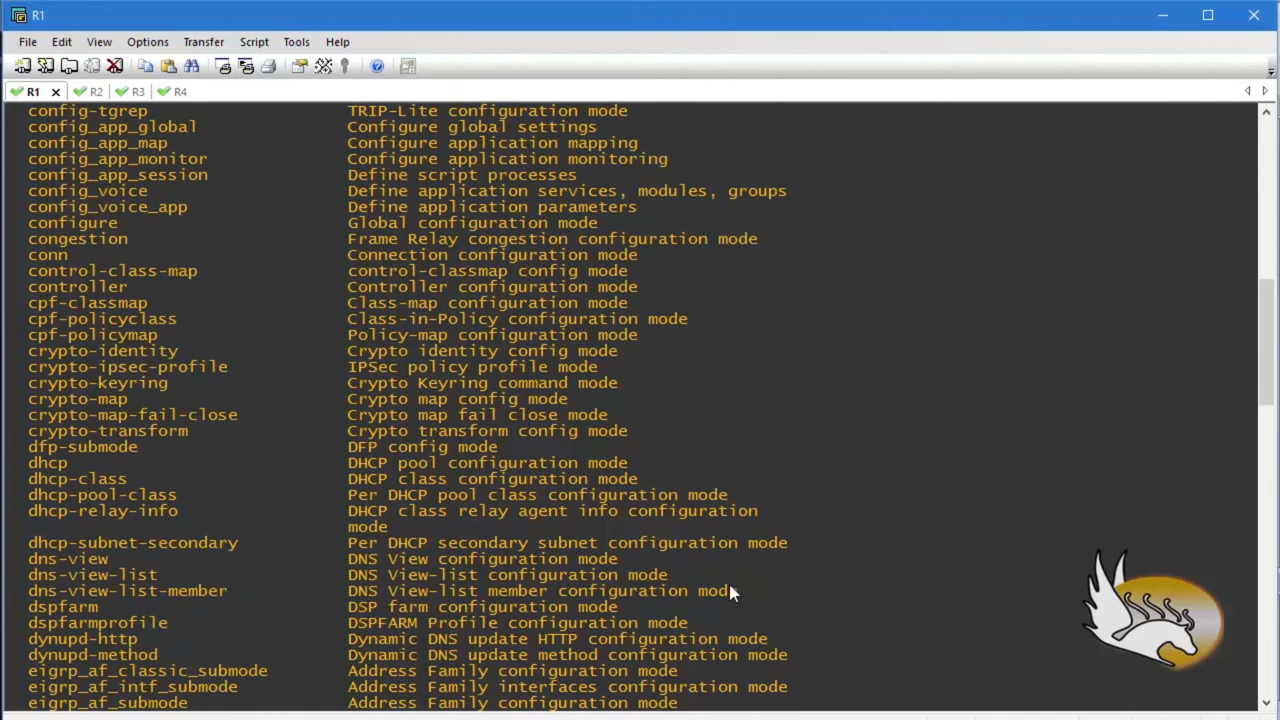 R1
File Edit View Options Transfer Script Tools Help
R1 R2 R3 R4
config-tgrep TRIP-Lite configuration mode
config_app_global Configure global settings
config_app_map Configure application mapping
config_app_monitor Configure application monitoring
config_app_session Define script processes
config_voice Define application services, modules, groups
config_voice_app Define application parameters
configure Global configuration mode
congestion Frame Relay congestion configuration mode
conn Connection configuration mode
control-class-map control-classmap config mode
controller Controller configuration mode
cpf-classmap Class-map configuration mode
cpf-policyclass Class-in-Policy configuration mode
cpf-policymap Policy-map configuration mode
crypto-identity Crypto identity config mode
crypto-ipsec-profile IPSec policy profile mode
crypto-keyring Crypto Keyring command mode
crypto-map Crypto map config mode
crypto-map-fail-close Crypto map fail close mode
crypto-transform Crypto transform config mode
dfp-submode DFP config mode
dhcp DHCP pool configuration mode
dhcp-class DHCP class configuration mode
dhcp-pool-class Per DHCP pool class configuration mode
dhcp-relay-info DHCP class relay agent info configuration
mode
dhcp-subnet-secondary Per DHCP secondary subnet configuration mode
dns-view DNS View configuration mode
dns-view-list DNS View-list configuration mode
dns-view-list-member DNS View-list member configuration mode
dspfarm DSP farm configuration mode
dspfarmprofile DSPFARM Profile configuration mode
dynupd-http Dynamic DNS update HTTP configuration mode
dynupd-method Dynamic DNS update method configuration mode
eigrp_af_classic_submode Address Family configuration mode
eigrp_af_intf_submode Address Family interfaces configuration mode
eigrp_af_submode Address Family configuration mode